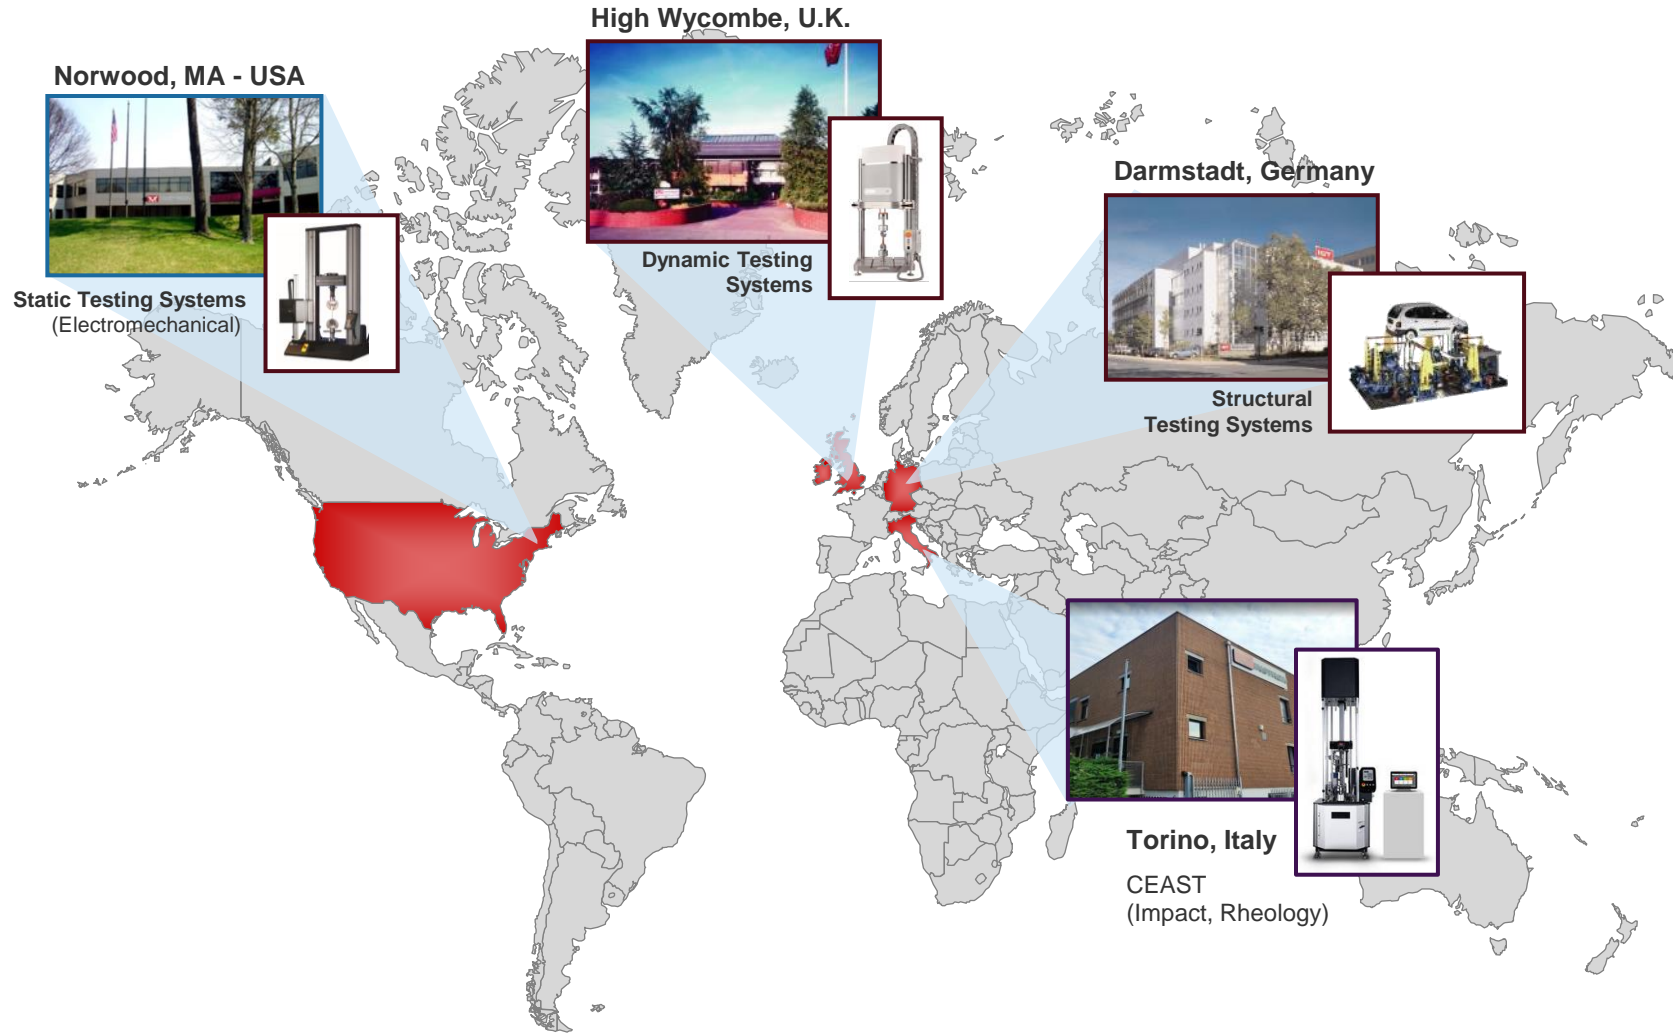 High Wycombe, U.K.
Norwood, MA - USA
Darmstadt, Germany
Dynamic Testing
Systems
Static Testing Systems
(Electromechanical)
IST
Structural
Testing Systems
Torino, Italy
CEAST
(Impact, Rheology)